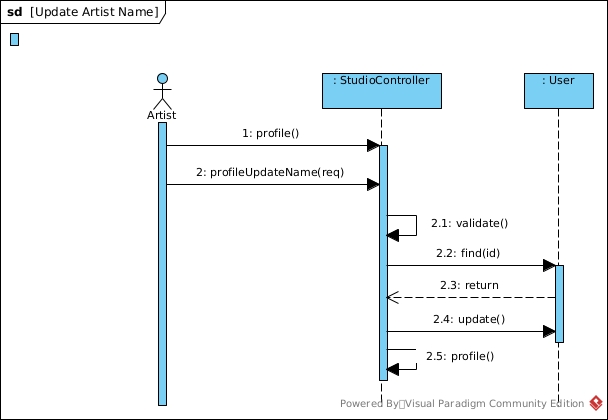 sd [Update Artist Name]
: StudioController
: User
Artist
1: profile()
2: profileUpdateName(req)
2.1: validate()
2.2: find(id)
2.3: return
2.4: update()
2.5: profile()
Powered By Visual Paradigm Community Edition